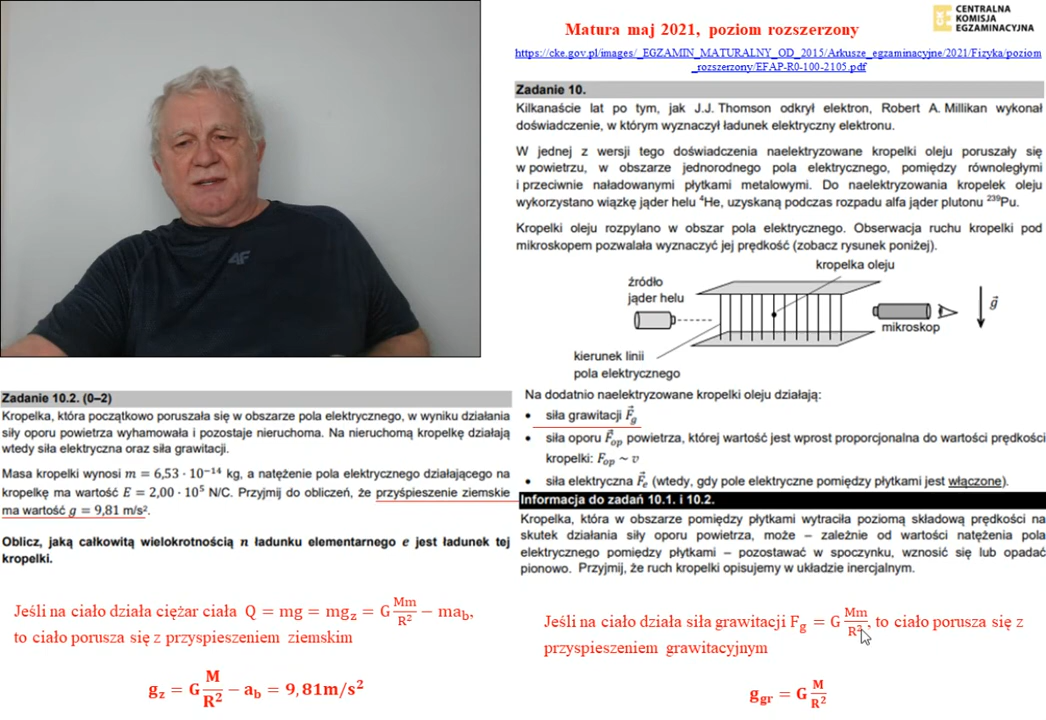 4F
Matura maj 2021, poziom rozszerzony
CENTRALNA
KOMISJA
EGZAMINACYJNA
https://cke.gov.pl/images/_EGZAMIN_MATURALNY_OD_2015/Arkusze_egzaminacyjne/2021/Fizyka/poziom
_rozszerzony/EFAP-R0-100-2105.pdf
Zadanie 10.
Kilkanaście lat po tym, jak J.J. Thomson odkrył elektron, Robert A. Millikan wykonał
doświadczenie, w którym wyznaczył ładunek elektryczny elektronu.
W jednej z wersji tego doświadczenia naelektryzowane kropelki oleju poruszały się
w powietrzu, w obszarze jednorodnego pola elektrycznego, pomiędzy równoległymi
i przeciwnie naładowanymi płytkami metalowymi. Do naelektryzowania kropelek oleju
wykorzystano wiązkę jąder helu ⁴He, uzyskaną podczas rozpadu alfa jąder plutonu ²³⁹Pu.
Kropelki oleju rozpylano w obszar pola elektrycznego. Obserwacja ruchu kropelki pod
mikroskopem pozwalała wyznaczyć jej prędkość (zobacz rysunek poniżej).
kropelka oleju
źródło
jąder helu
g⃗
mikroskop
kierunek linii
pola elektrycznego
Na dodatnio naelektryzowane kropelki oleju działają:
• siła grawitacji F⃗g
• siła oporu F⃗op powietrza, której wartość jest wprost proporcjonalna do wartości prędkości
kropelki: Fop ~ v
• siła elektryczna F⃗e (wtedy, gdy pole elektryczne pomiędzy płytkami jest włączone).
Informacja do zadań 10.1. i 10.2.
Kropelka, która w obszarze pomiędzy płytkami wytraciła poziomą składową prędkości na
skutek działania siły oporu powietrza, może – zależnie od wartości natężenia pola
elektrycznego pomiędzy płytkami – pozostawać w spoczynku, wznosić się lub opadać
pionowo. Przyjmij, że ruch kropelki opisujemy w układzie inercjalnym.
Zadanie 10.2. (0–2)
Kropelka, która początkowo poruszała się w obszarze pola elektrycznego, w wyniku działania
siły oporu powietrza wyhamowała i pozostaje nieruchoma. Na nieruchomą kropelkę działają
wtedy siła elektryczna oraz siła grawitacji.
Masa kropelki wynosi m = 6,53 · 10⁻¹⁴ kg, a natężenie pola elektrycznego działającego na
kropelkę ma wartość E = 2,00 · 10⁵ N/C. Przyjmij do obliczeń, że przyśpieszenie ziemskie
ma wartość g = 9,81 m/s².
Oblicz, jaką całkowitą wielokrotnością n ładunku elementarnego e jest ładunek tej
kropelki.
Jeśli na ciało działa ciężar ciała Q = mg = mgz = G Mm/R² − mab,
to ciało porusza się z przyspieszeniem ziemskim
gz = G M/R² − ab = 9,81m/s²
Jeśli na ciało działa siła grawitacji Fg = G Mm/R², to ciało porusza się z
przyspieszeniem grawitacyjnym
ggr = G M/R²